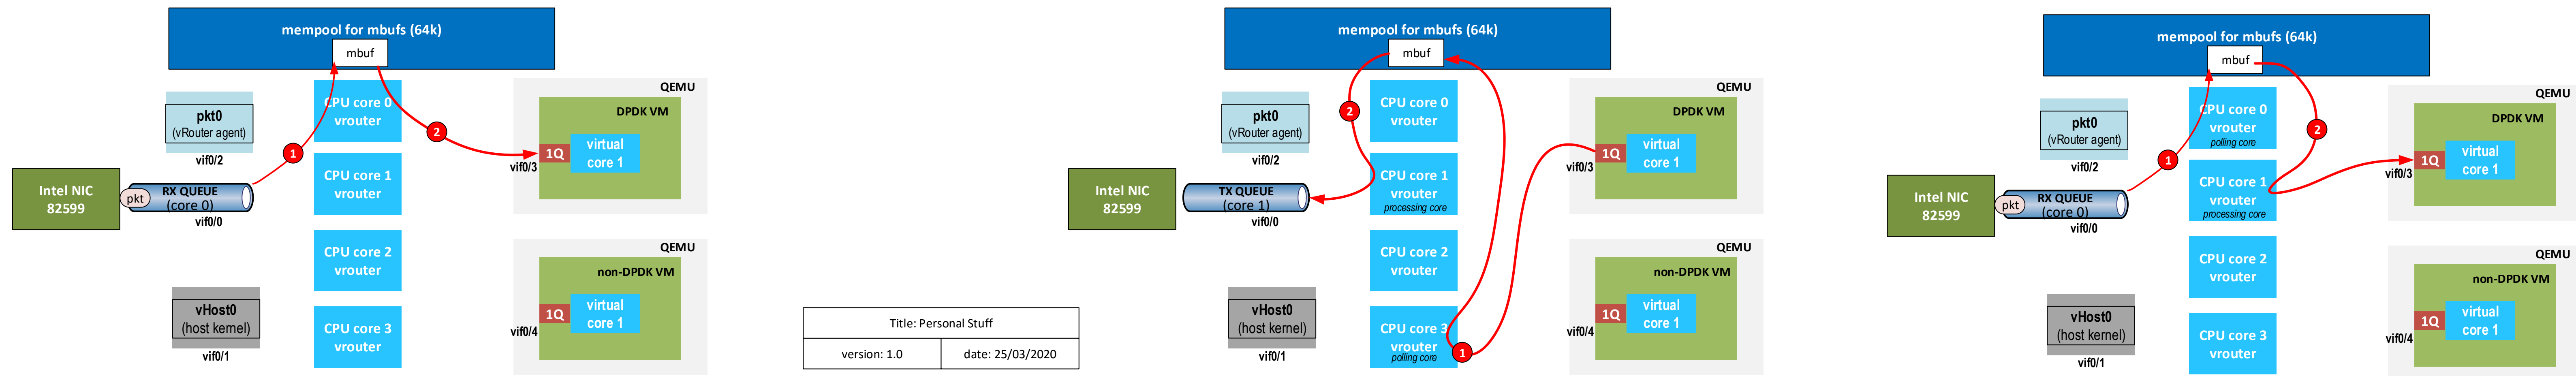 mempool for mbufs (64k)
mbuf
pkt0
(vRouter agent)
vif0/2
CPU core 0
vrouter
1
2
QEMU
DPDK VM
1Q
virtual
core 1
vif0/3
Intel NIC
82599
pkt
RX QUEUE
(core 0)
vif0/0
CPU core 1
vrouter
CPU core 2
vrouter
QEMU
non-DPDK VM
1Q
virtual
core 1
vif0/4
vHost0
(host kernel)
vif0/1
CPU core 3
vrouter
Title: Personal Stuff
version: 1.0
date: 25/03/2020
mempool for mbufs (64k)
mbuf
pkt0
(vRouter agent)
vif0/2
2
CPU core 0
vrouter
QEMU
DPDK VM
1Q
virtual
core 1
vif0/3
Intel NIC
82599
TX QUEUE
(core 1)
vif0/0
CPU core 1
vrouter
processing core
CPU core 2
vrouter
QEMU
non-DPDK VM
1Q
virtual
core 1
vif0/4
vHost0
(host kernel)
vif0/1
CPU core 3
vrouter
polling core
1
mempool for mbufs (64k)
mbuf
pkt0
(vRouter agent)
vif0/2
CPU core 0
vrouter
polling core
1
2
QEMU
DPDK VM
1Q
virtual
core 1
vif0/3
Intel NIC
82599
pkt
RX QUEUE
(core 0)
vif0/0
CPU core 1
vrouter
processing core
CPU core 2
vrouter
QEMU
non-DPDK VM
1Q
virtual
core 1
vif0/4
vHost0
(host kernel)
vif0/1
CPU core 3
vrouter